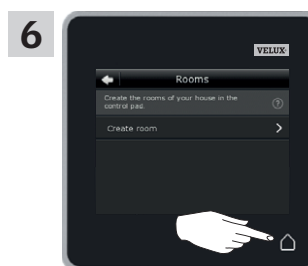 6
VELUX
Rooms
Create the rooms of your house in the
control pad.
?
Create room